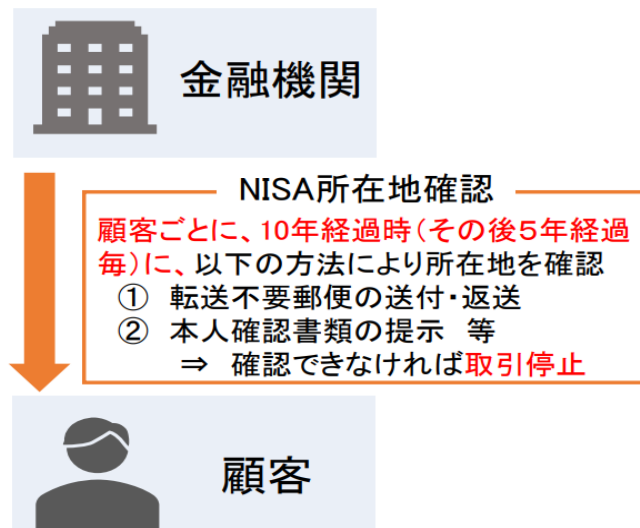 金融機関
NISA所在地確認
顧客ごとに、10年経過時(その後5年経過
毎)に、以下の方法により所在地を確認
① 転送不要郵便の送付・返送
② 本人確認書類の提示 等
⇒ 確認できなければ取引停止
顧客